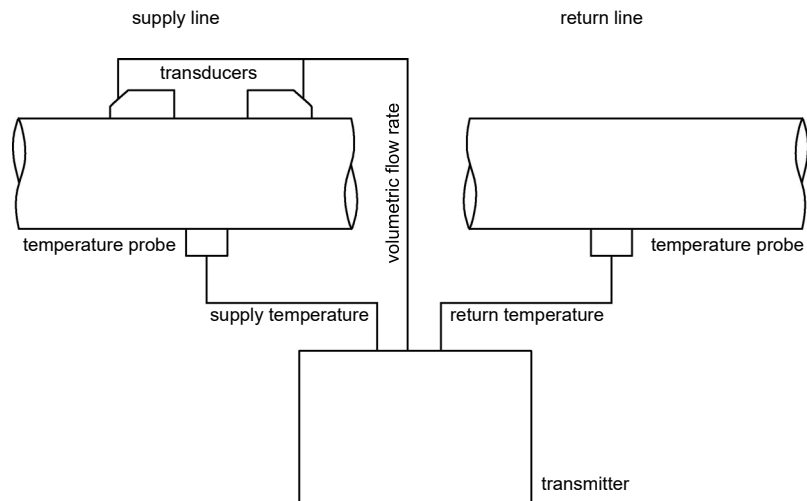 supply line
return line
transducers
volumetric flow rate
temperature probe
temperature probe
supply temperature
return temperature
transmitter